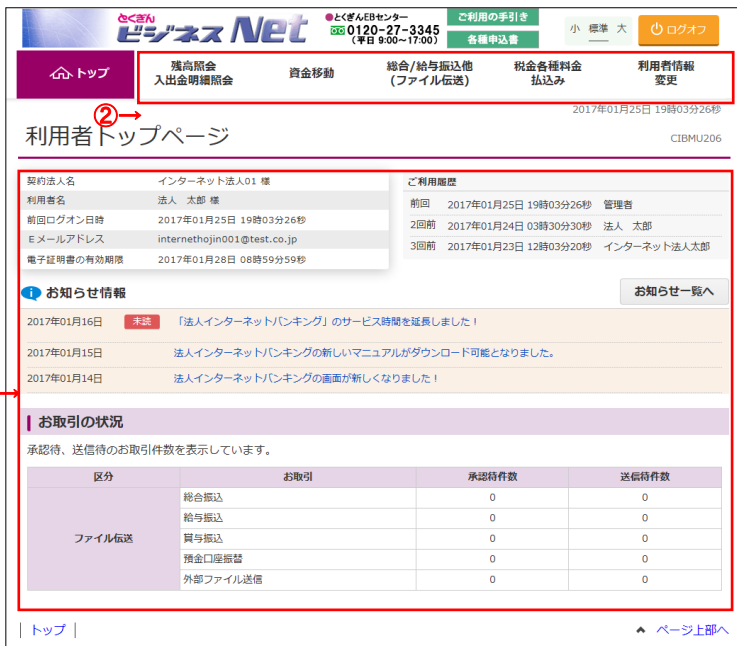 とくぎん
ビジネス Net
●とくぎんEBセンター
0120-27-3345
(平日 9:00~17:00)
ご利用の手引き
各種申込書
小 標準 大
ログオフ
トップ
残高照会
入出金明細照会
資金移動
総合/給与振込他
(ファイル伝送)
税金各種料金
払込み
利用者情報
変更
②→
2017年01月25日 19時03分26秒
利用者トップページ
CIBMU206
契約法人名 インターネット法人01 様
利用者名 法人 太郎 様
前回ログオン日時 2017年01月25日 19時03分26秒
Eメールアドレス internethojin001@test.co.jp
電子証明書の有効期限 2017年01月28日 08時59分59秒
ご利用履歴
前回 2017年01月25日 19時03分26秒 管理者
2回前 2017年01月24日 03時30分30秒 法人 太郎
3回前 2017年01月23日 12時03分20秒 インターネット法人太郎
お知らせ情報
お知らせ一覧へ
2017年01月16日 未読 「法人インターネットバンキング」のサービス時間を延長しました!
2017年01月15日 法人インターネットバンキングの新しいマニュアルがダウンロード可能となりました。
2017年01月14日 法人インターネットバンキングの画面が新しくなりました!
お取引の状況
承認待、送信待のお取引件数を表示しています。
区分 お取引 承認待件数 送信待件数
ファイル伝送
総合振込 0 0
給与振込 0 0
賞与振込 0 0
預金口座振替 0 0
外部ファイル送信 0 0
| トップ |
ページ上部へ